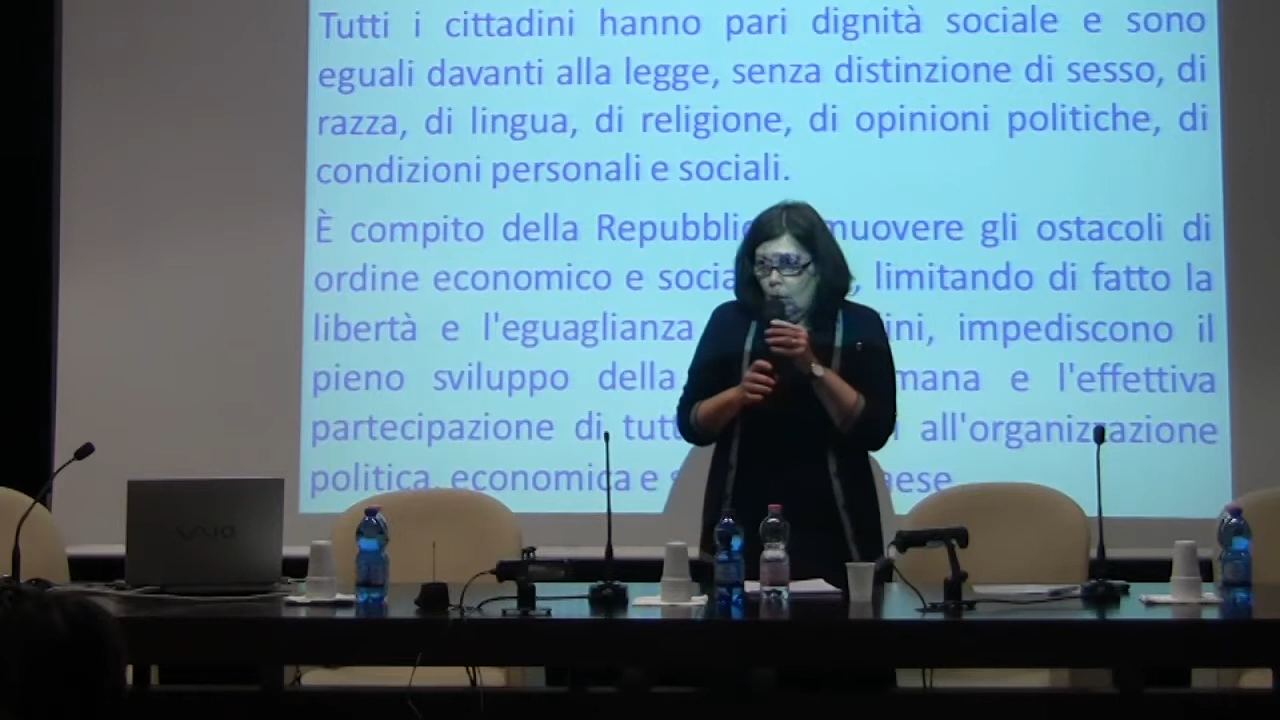 Tutti i cittadini hanno pari dignità sociale e sono
eguali davanti alla legge, senza distinzione di sesso, di
razza, di lingua, di religione, di opinioni politiche, di
condizioni personali e sociali.
È compito della Repubblic muovere gli ostacoli di
ordine economico e socia , limitando di fatto la
libertà e l'eguaglianza ini, impediscono il
pieno sviluppo della mana e l'effettiva
partecipazione di tutt i all'organizzazione
politica, economica e s aese
VAIO